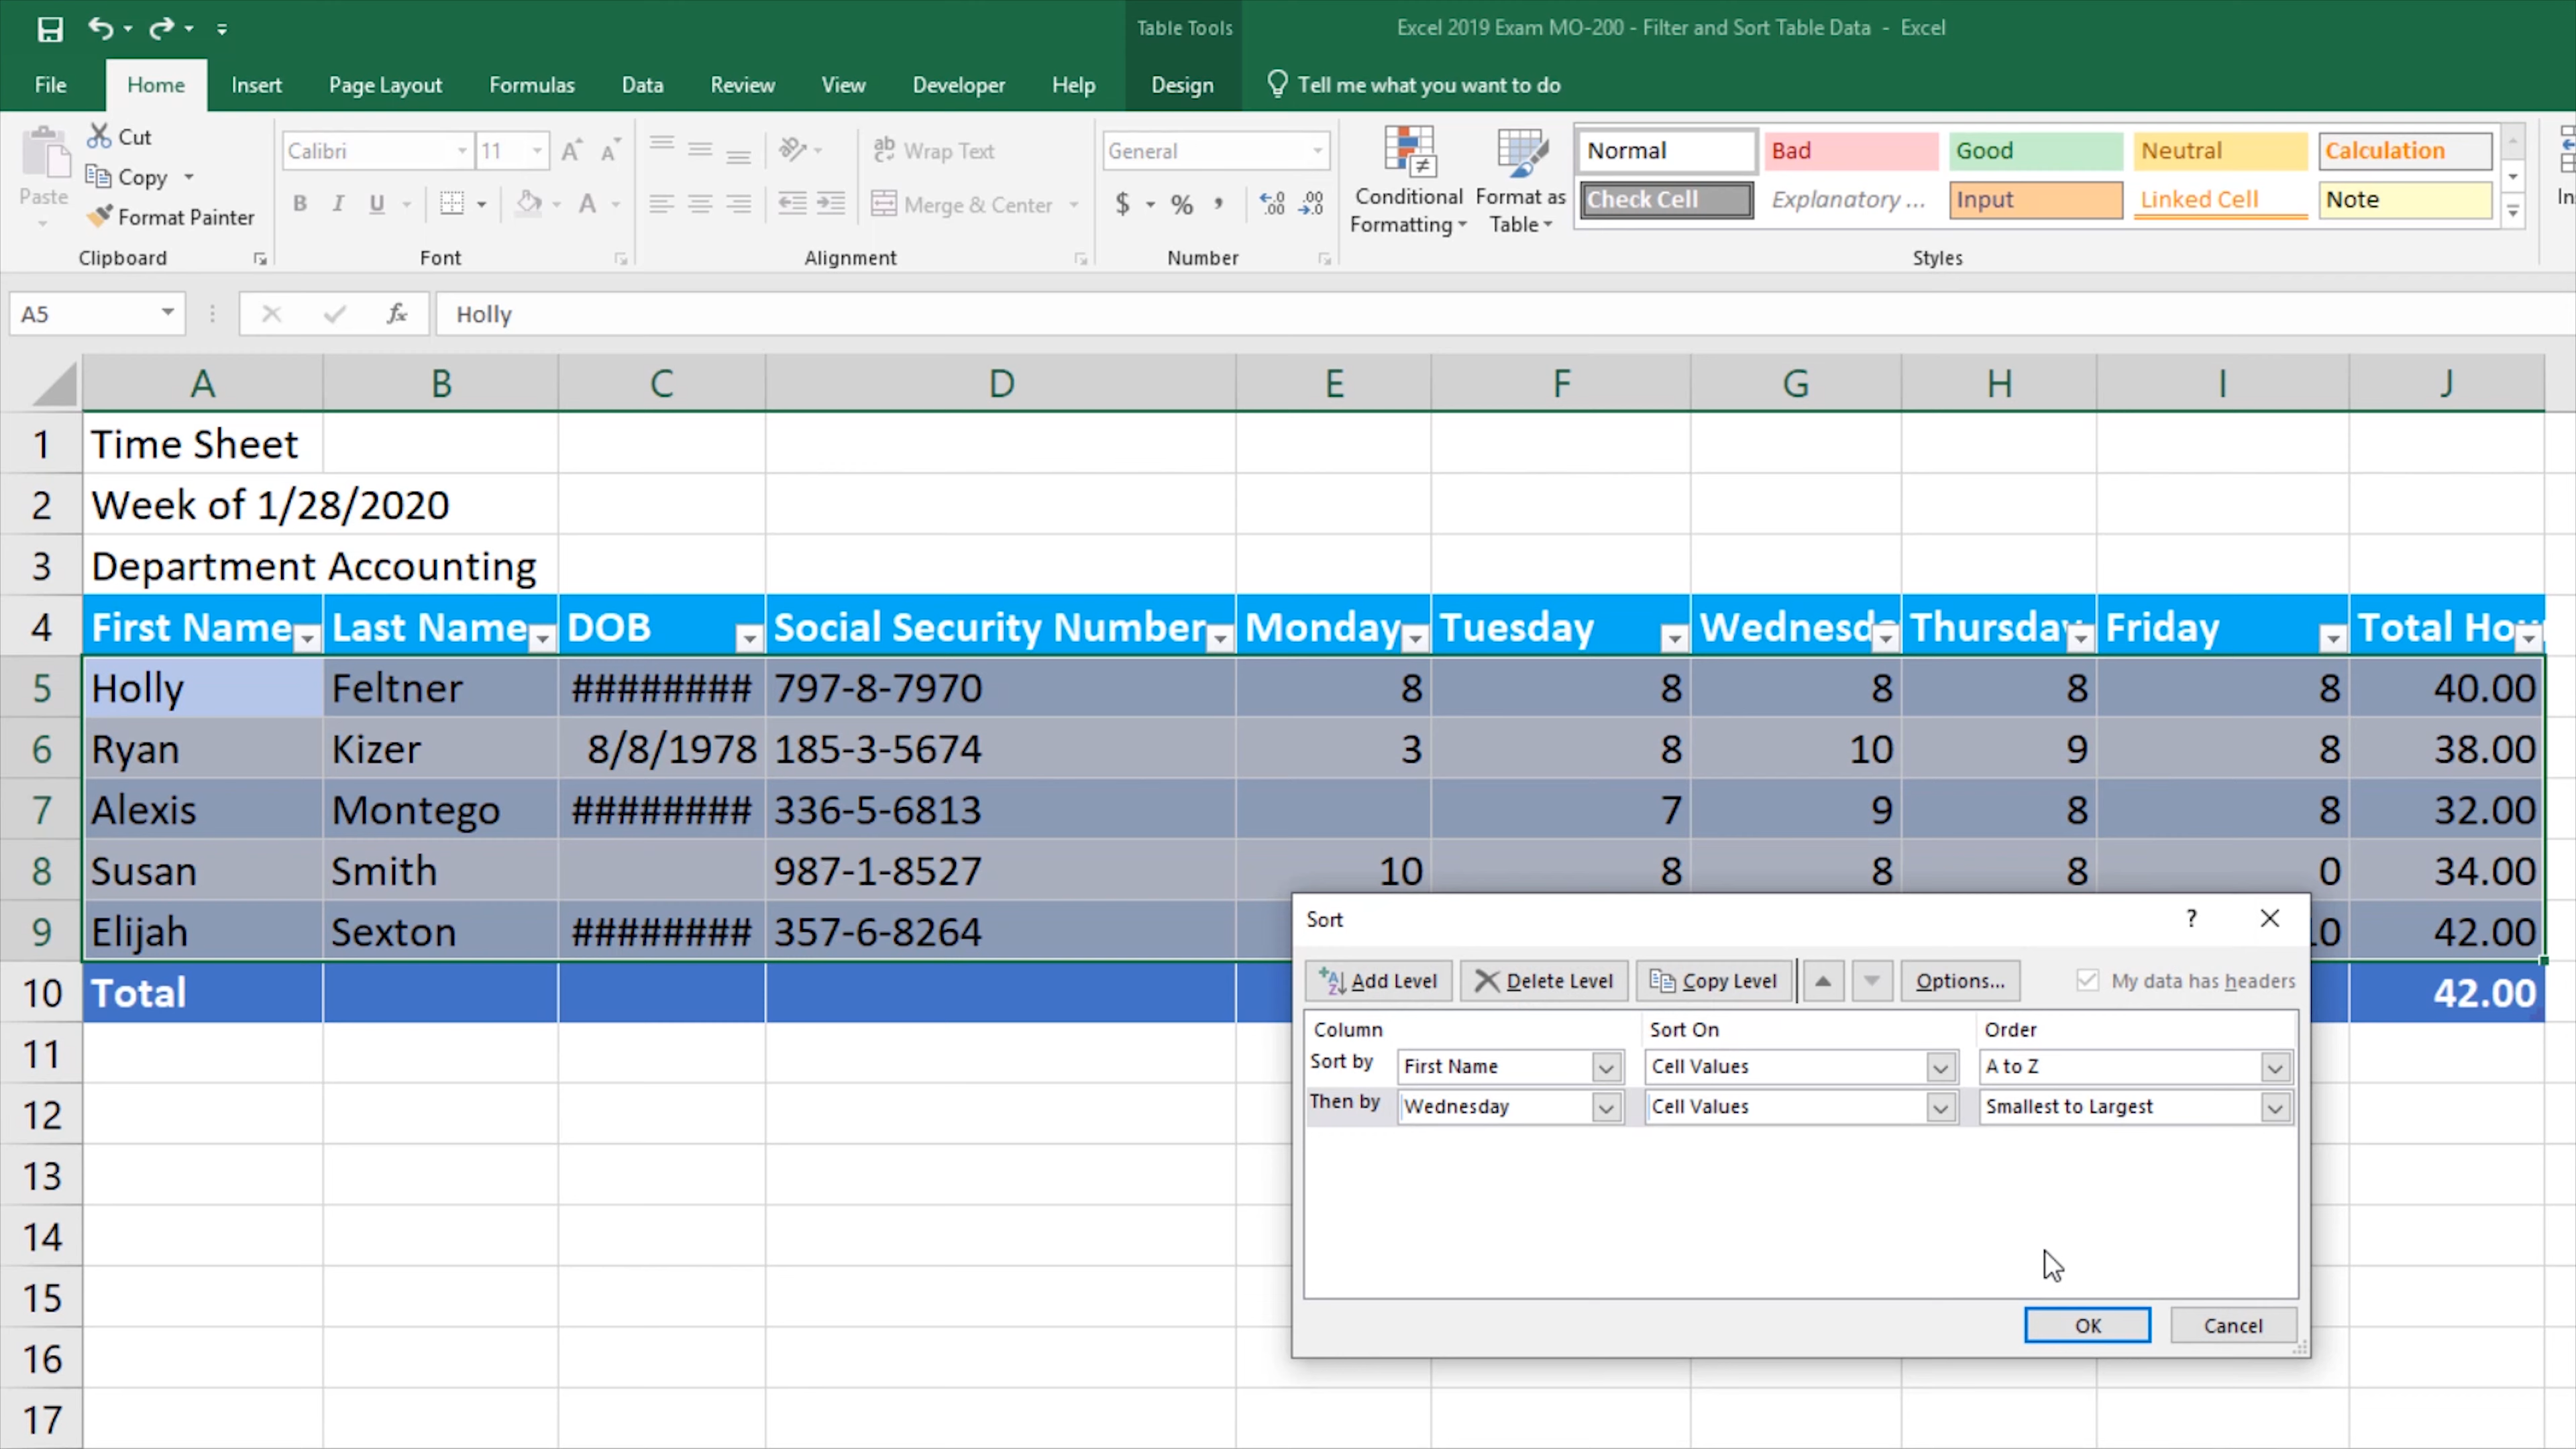 Table Tools
Excel 2019 Exam MO-200 - Filter and Sort Table Data - Excel
File Home Insert Page Layout Formulas Data Review View Developer Help Design Tell me what you want to do
Paste
Cut
Copy
Format Painter
Clipboard
Calibri 11
B I U A
Font
Wrap Text
Merge & Center
Alignment
General
$ % ,
Number
Conditional Formatting
Format as Table
Normal Bad Good Neutral Calculation
Check Cell Explanatory ... Input Linked Cell Note
Styles
A5 fx Holly
A B C D E F G H I J
1 Time Sheet
2 Week of 1/28/2020
3 Department Accounting
4 First Name Last Name DOB Social Security Number Monday Tuesday Wednesd Thursday Friday Total Hou
5 Holly Feltner ######## 797-8-7970 8 8 8 8 8 40.00
6 Ryan Kizer 8/8/1978 185-3-5674 3 8 10 9 8 38.00
7 Alexis Montego ######## 336-5-6813 7 9 8 8 32.00
8 Susan Smith 987-1-8527 10 8 8 8 0 34.00
9 Elijah Sexton ######## 357-6-8264 0 42.00
10 Total 42.00
11
12
13
14
15
16
17
Sort ?
Add Level Delete Level Copy Level Options... My data has headers
Column Sort On Order
Sort by First Name Cell Values A to Z
Then by Wednesday Cell Values Smallest to Largest
OK Cancel